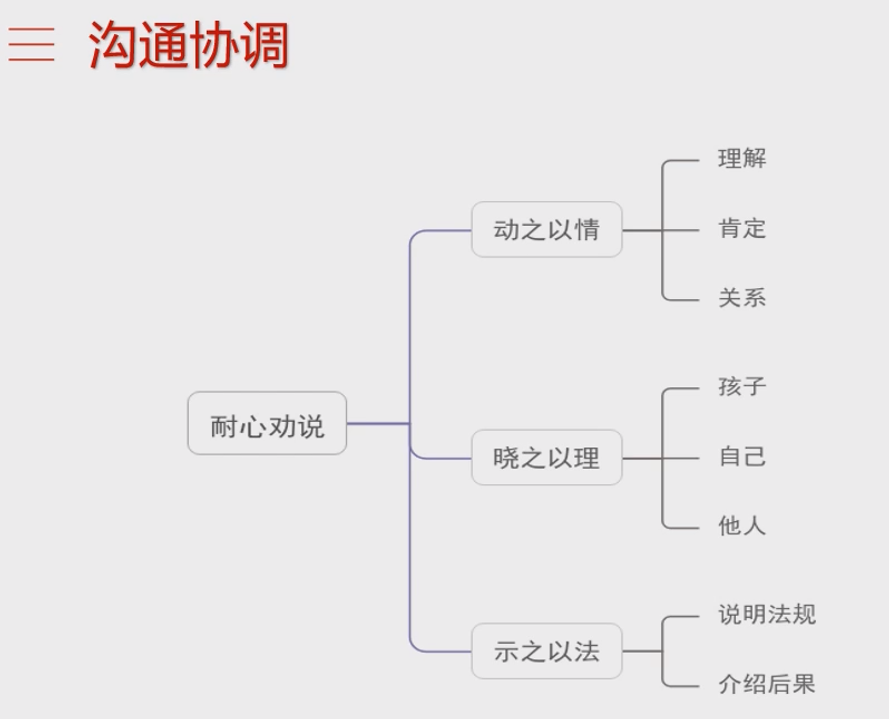 沟通协调
耐心劝说
动之以情
理解
肯定
关系
晓之以理
孩子
自己
他人
示之以法
说明法规
介绍后果